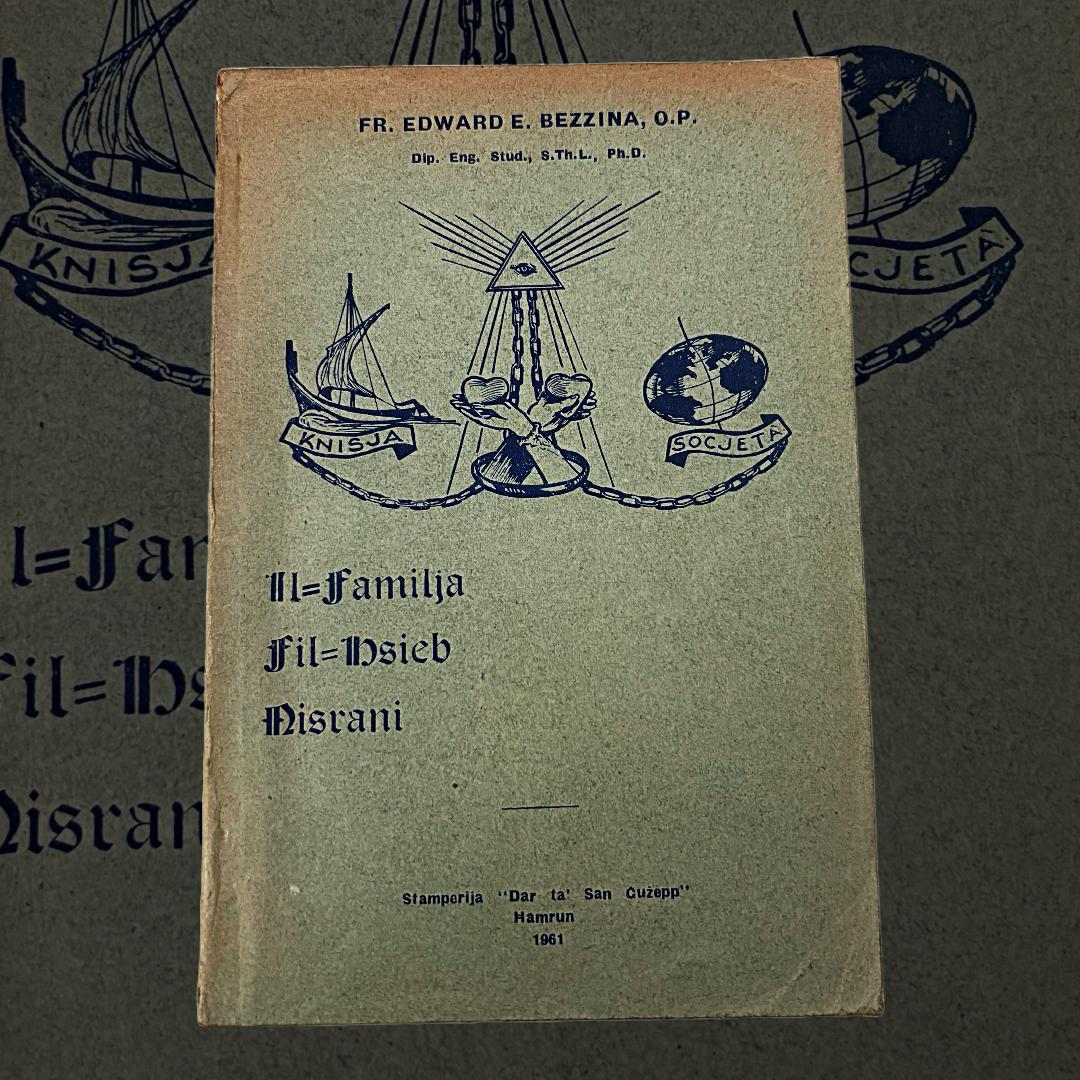 FR. EDWARD E. BEZZINA, O.P.
Dip. Eng. Stud., S.Th.L., Ph.D.
KNISJA
SOCJETÀ
Il=Familja
Fil=Ħsieb
Nisrani
Stamperija "Dar ta' San Ġużepp"
Hamrun
1961